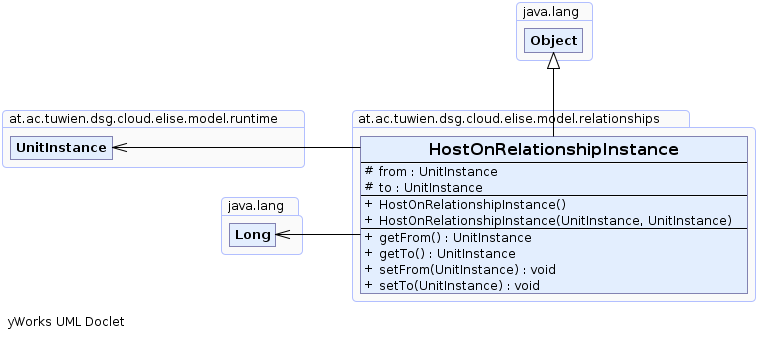 java.lang
Object
at.ac.tuwien.dsg.cloud.elise.model.runtime
UnitInstance
at.ac.tuwien.dsg.cloud.elise.model.relationships
HostOnRelationshipInstance
# from : UnitInstance
# to : UnitInstance
+ HostOnRelationshipInstance()
+ HostOnRelationshipInstance(UnitInstance, UnitInstance)
+ getFrom() : UnitInstance
+ getTo() : UnitInstance
+ setFrom(UnitInstance) : void
+ setTo(UnitInstance) : void
java.lang
Long
yWorks UML Doclet